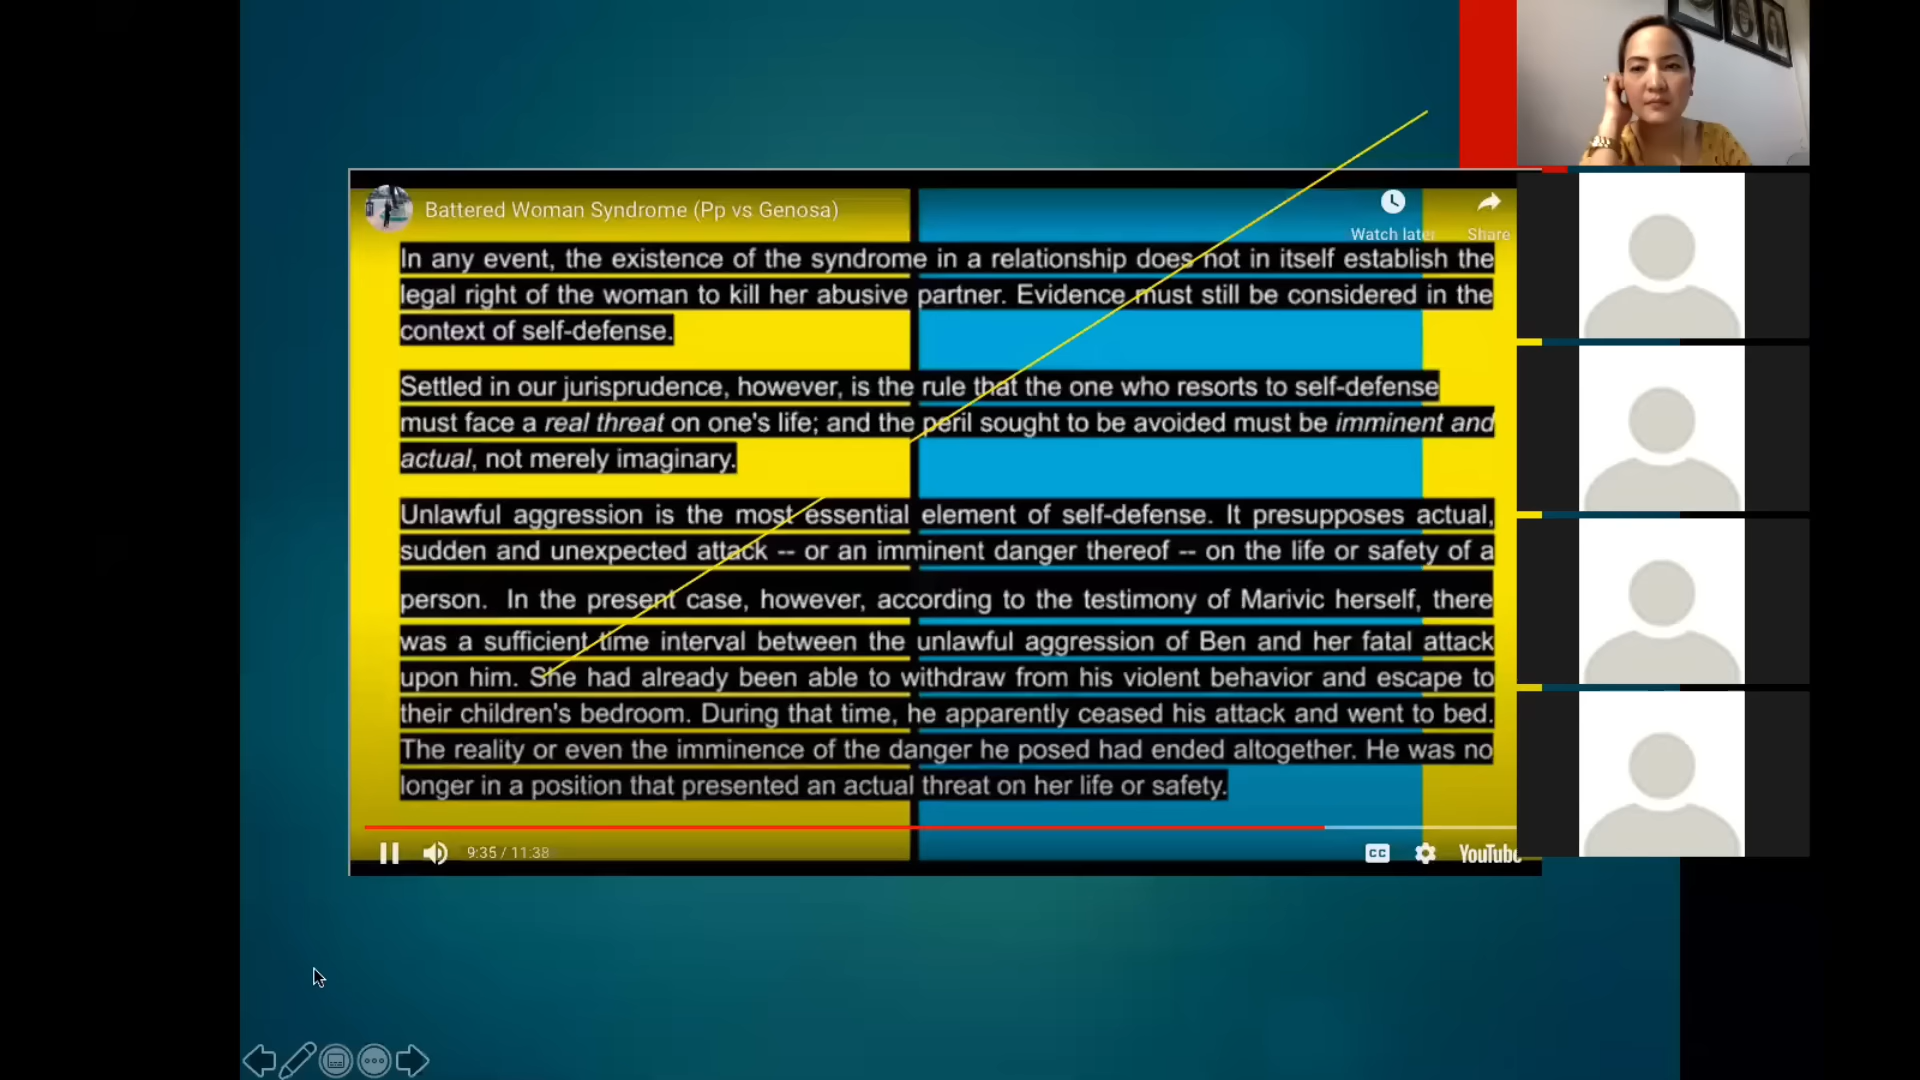 Battered Woman Syndrome (Pp vs Genosa)
Watch later
Share
In any event, the existence of the syndrome in a relationship does not in itself establish the
legal right of the woman to kill her abusive partner. Evidence must still be considered in the
context of self-defense.
Settled in our jurisprudence, however, is the rule that the one who resorts to self-defense
must face a real threat on one's life; and the peril sought to be avoided must be imminent and
actual, not merely imaginary.
Unlawful aggression is the most essential element of self-defense. It presupposes actual,
sudden and unexpected attack -- or an imminent danger thereof -- on the life or safety of a
person. In the present case, however, according to the testimony of Marivic herself, there
was a sufficient time interval between the unlawful aggression of Ben and her fatal attack
upon him. She had already been able to withdraw from his violent behavior and escape to
their children's bedroom. During that time, he apparently ceased his attack and went to bed.
The reality or even the imminence of the danger he posed had ended altogether. He was no
longer in a position that presented an actual threat on her life or safety.
9:35 / 11:38
CC
YouTube